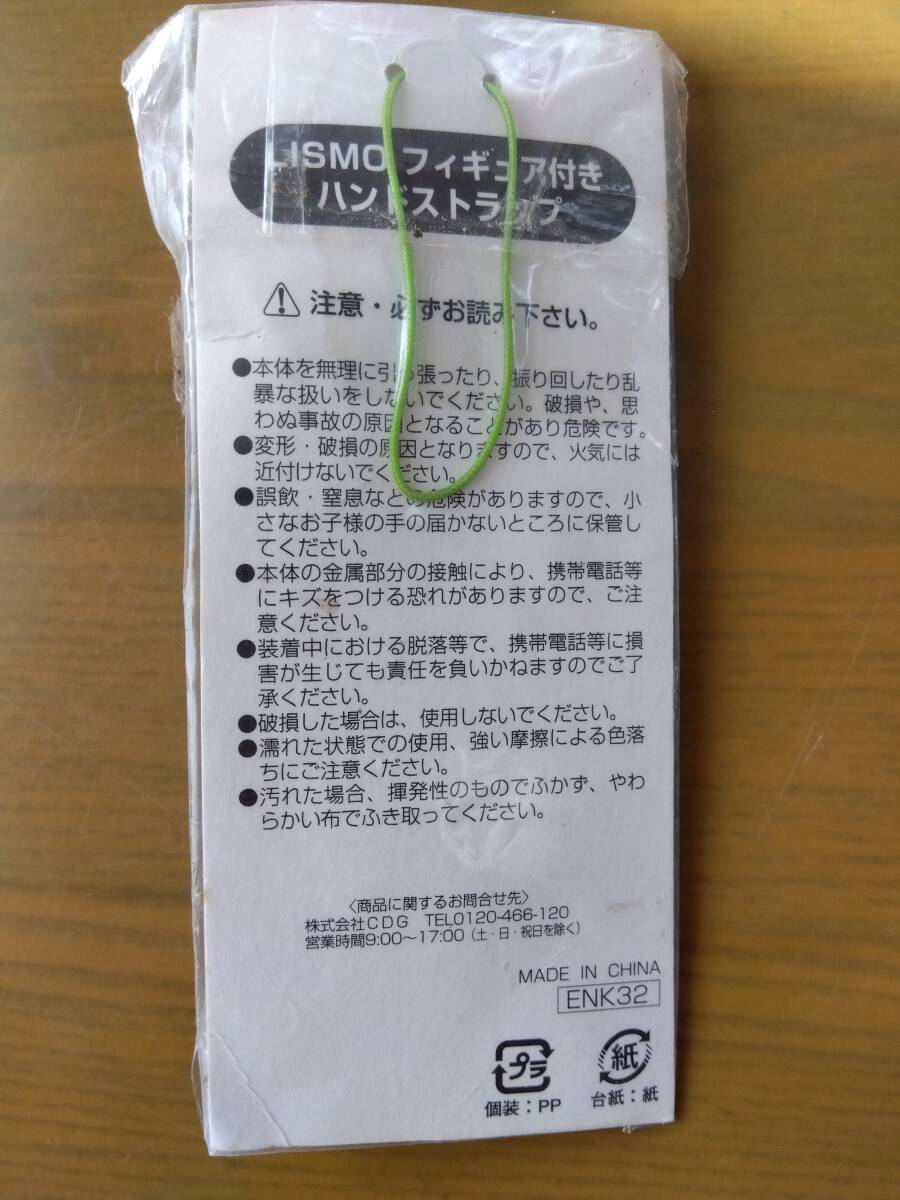 LISMO フィギュア付き
ハンドストラップ
注意・必ずお読み下さい。
●本体を無理に引っ張ったり、振り回したり乱
暴な扱いをしないでください。破損や、思
わぬ事故の原因となることがあり危険です。
●変形・破損の原因となりますので、火気には
近付けないでください。
●誤飲・窒息などの危険がありますので、小
さなお子様の手の届かないところに保管し
てください。
●本体の金属部分の接触により、携帯電話等
にキズをつける恐れがありますので、ご注
意ください。
●装着中における脱落等で、携帯電話等に損
害が生じても責任を負いかねますのでご了
承ください。
●破損した場合は、使用しないでください。
●濡れた状態での使用、強い摩擦による色落
ちにご注意ください。
●汚れた場合、揮発性のものでふかず、やわ
らかい布でふき取ってください。
〈商品に関するお問合せ先〉
株式会社CDG TEL0120-466-120
営業時間9:00〜17:00（土・日・祝日を除く）
MADE IN CHINA
ENK32
プラ
個装：PP
紙
台紙：紙